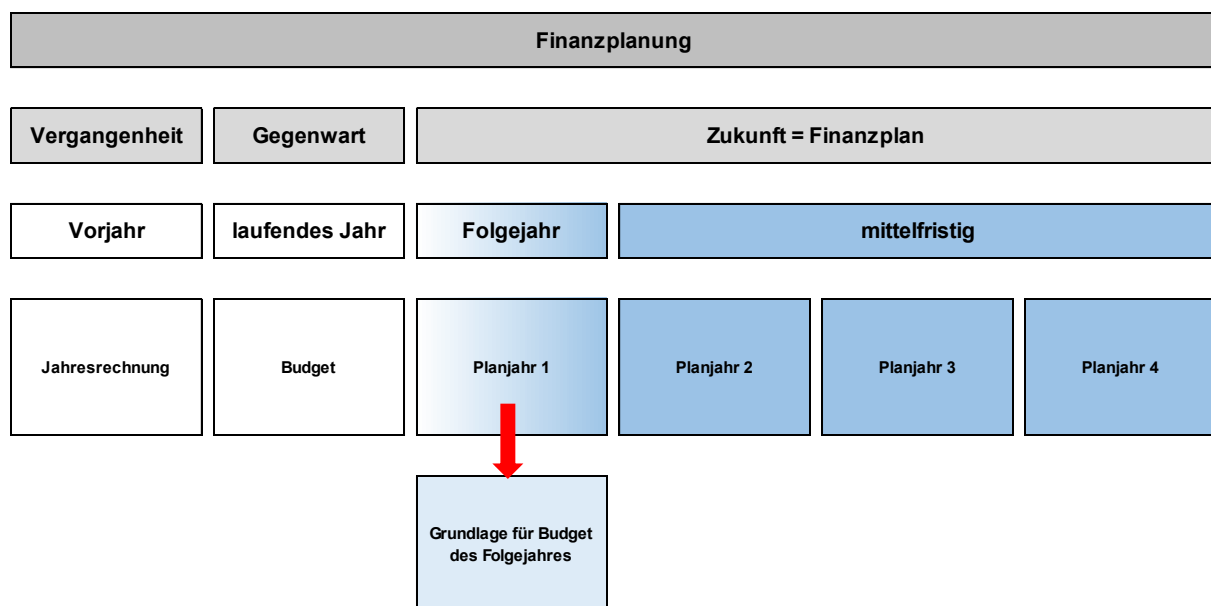 Finanzplanung
Vergangenheit
Gegenwart
Zukunft = Finanzplan
Vorjahr
laufendes Jahr
Folgejahr
mittelfristig
Jahresrechnung
Budget
Planjahr 1
Planjahr 2
Planjahr 3
Planjahr 4
Grundlage für Budget
des Folgejahres